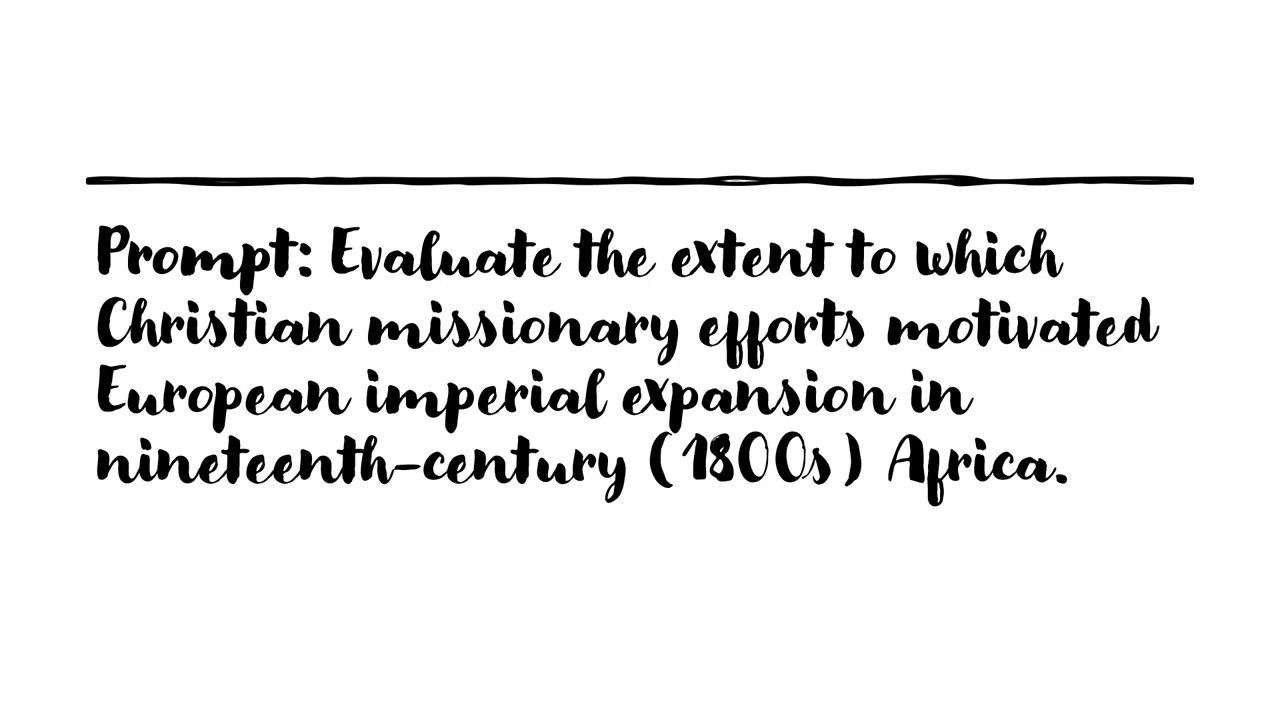 Prompt: Evaluate the extent to which
Christian missionary efforts motivated
European imperial expansion in
nineteenth-century (1800s) Africa.